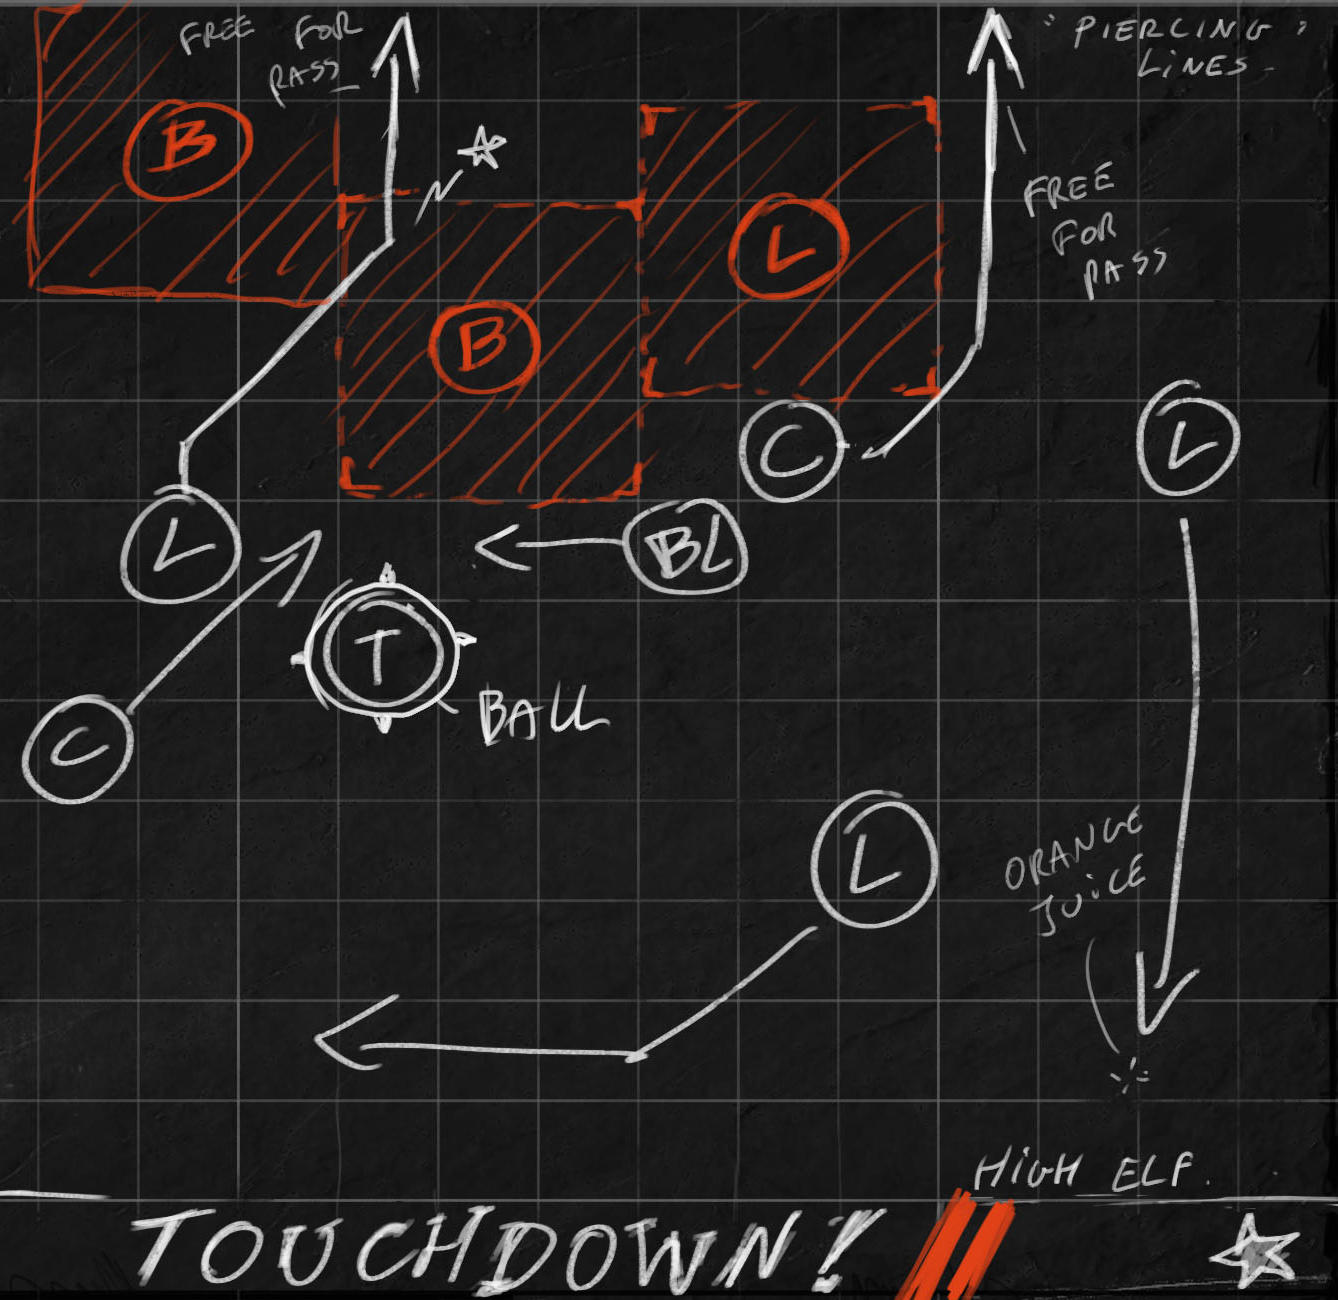 FREE FOR
PASS
"PIERCING"
LINES
B
FREE
FOR
PASS
L
B
C
L
L
BL
T
C
BALL
L
ORANGE
JUICE
HIGH ELF.
TOUCHDOWN!